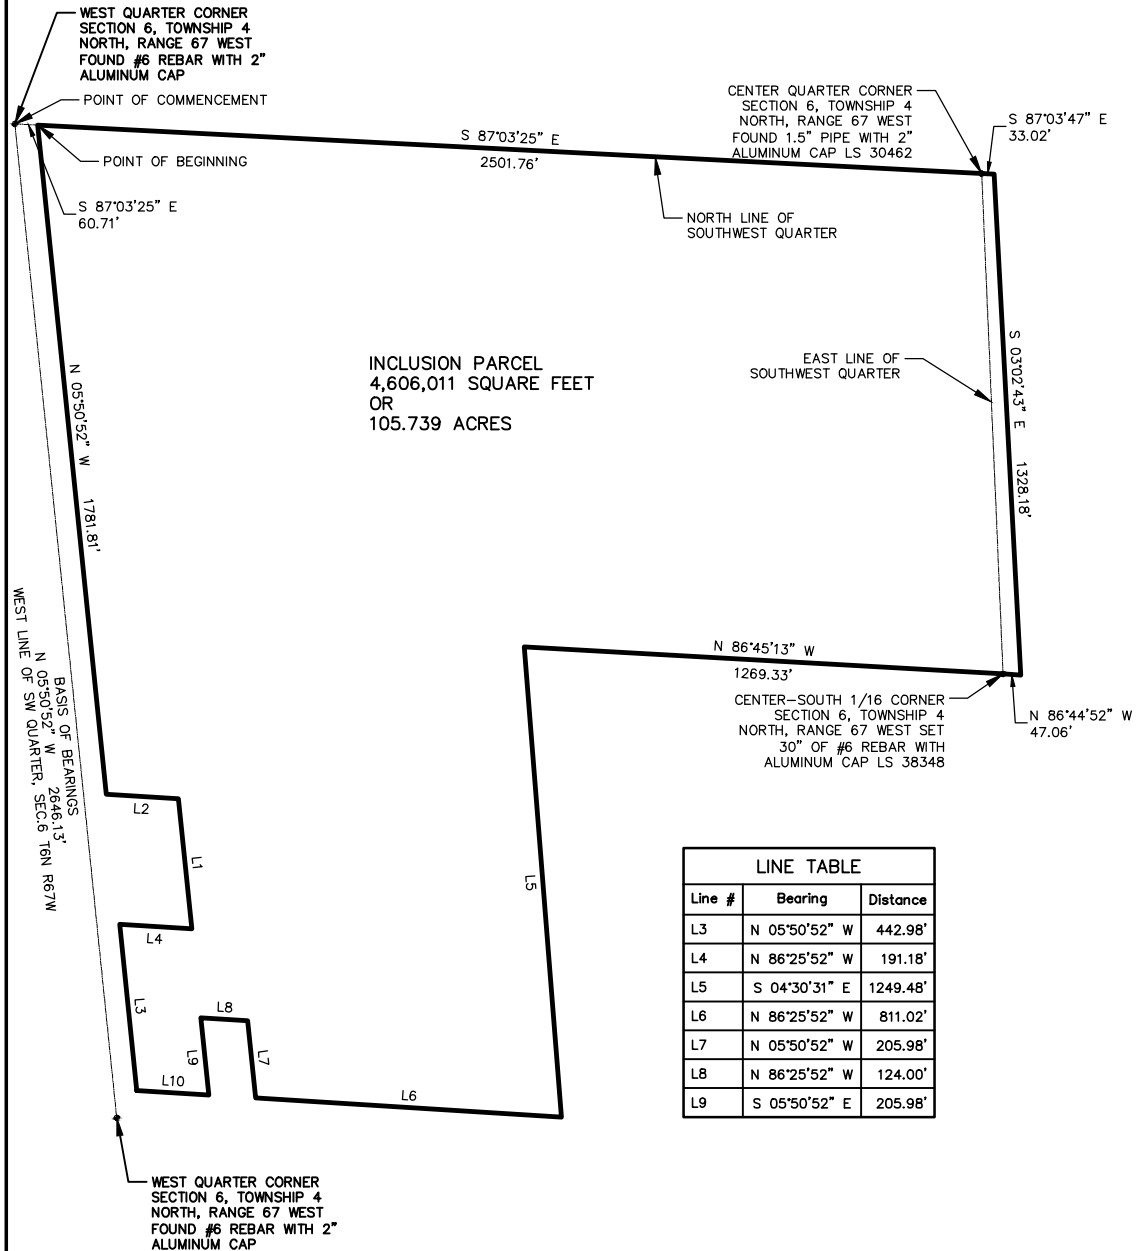 WEST QUARTER CORNER
SECTION 6, TOWNSHIP 4
NORTH, RANGE 67 WEST
FOUND #6 REBAR WITH 2"
ALUMINUM CAP
POINT OF COMMENCEMENT
POINT OF BEGINNING
S 87°03'25" E
60.71'
S 87°03'25" E
2501.76'
NORTH LINE OF
SOUTHWEST QUARTER
CENTER QUARTER CORNER
SECTION 6, TOWNSHIP 4
NORTH, RANGE 67 WEST
FOUND 1.5" PIPE WITH 2"
ALUMINUM CAP LS 30462
S 87°03'47" E
33.02'
INCLUSION PARCEL
4,606,011 SQUARE FEET
OR
105.739 ACRES
EAST LINE OF
SOUTHWEST QUARTER
S 03°02'43" E 1328.18'
N 05°50'52" W 1781.81'
N 86°45'13" W
1269.33'
CENTER-SOUTH 1/16 CORNER
SECTION 6, TOWNSHIP 4
NORTH, RANGE 67 WEST SET
30" OF #6 REBAR WITH
ALUMINUM CAP LS 38348
N 86°44'52" W
47.06'
BASIS OF BEARINGS
N 05°50'52" W 2646.13'
WEST LINE OF SW QUARTER, SEC.6 T6N R67W
L2
L1
L4
L3
L8
L9
L7
L10
L6
L5
LINE TABLE
Line # Bearing Distance
L3 N 05°50'52" W 442.98'
L4 N 86°25'52" W 191.18'
L5 S 04°30'31" E 1249.48'
L6 N 86°25'52" W 811.02'
L7 N 05°50'52" W 205.98'
L8 N 86°25'52" W 124.00'
L9 S 05°50'52" E 205.98'
WEST QUARTER CORNER
SECTION 6, TOWNSHIP 4
NORTH, RANGE 67 WEST
FOUND #6 REBAR WITH 2"
ALUMINUM CAP